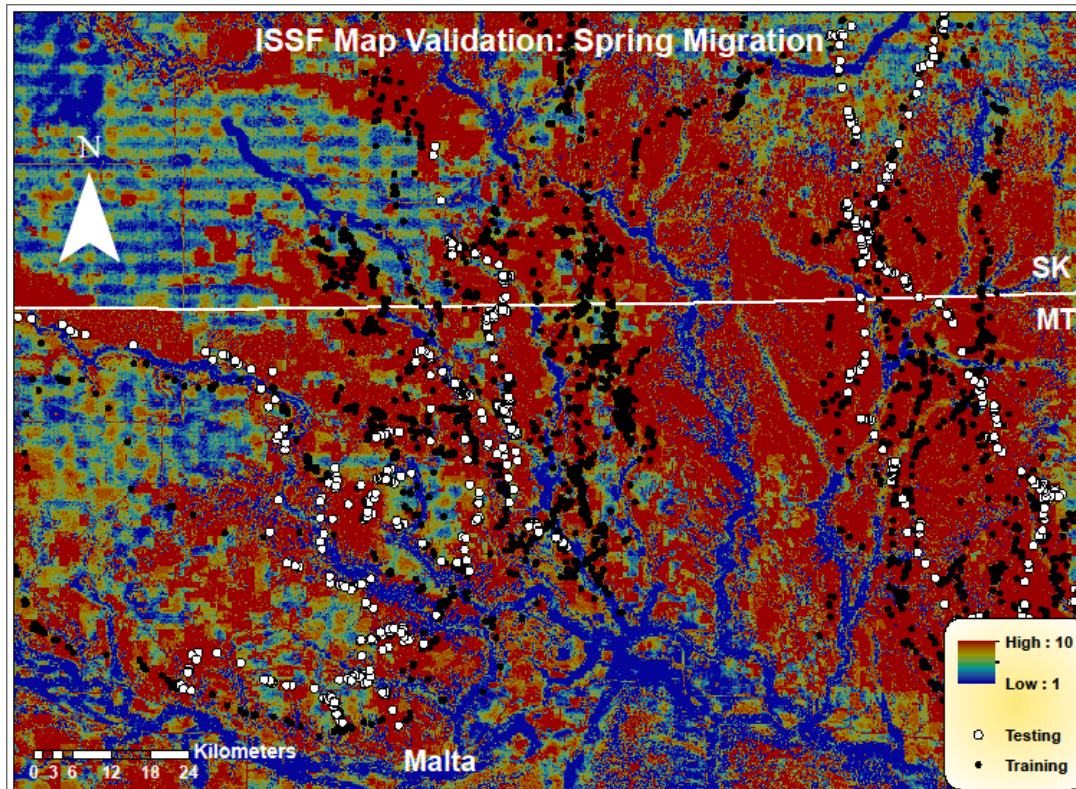 ISSF Map Validation: Spring Migration
N
SK
MT
High : 10
Low : 1
Testing
Training
Kilometers
0 3 6 12 18 24
Malta